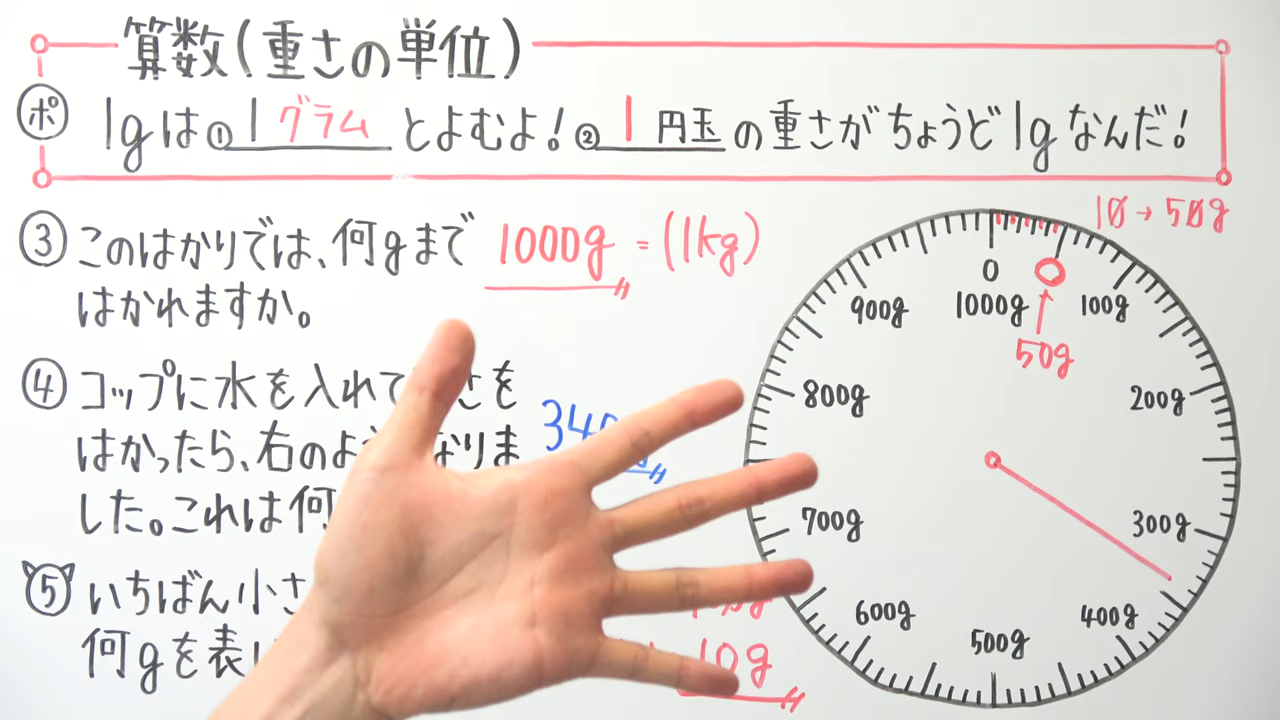 算数(重さの単位)
ポ 1gは①1グラムとよむよ!②1円玉の重さがちょうど1gなんだ!
③このはかりでは、何gまで 1000g=(1kg)
はかれますか。
④コップに水を入れて さを
はかったら、右のよ なりま
した。これは何
⑤いちばん小さ
何gを表し
10g
10→50g
0
1000g
50g
100g
200g
300g
400g
500g
600g
700g
800g
900g